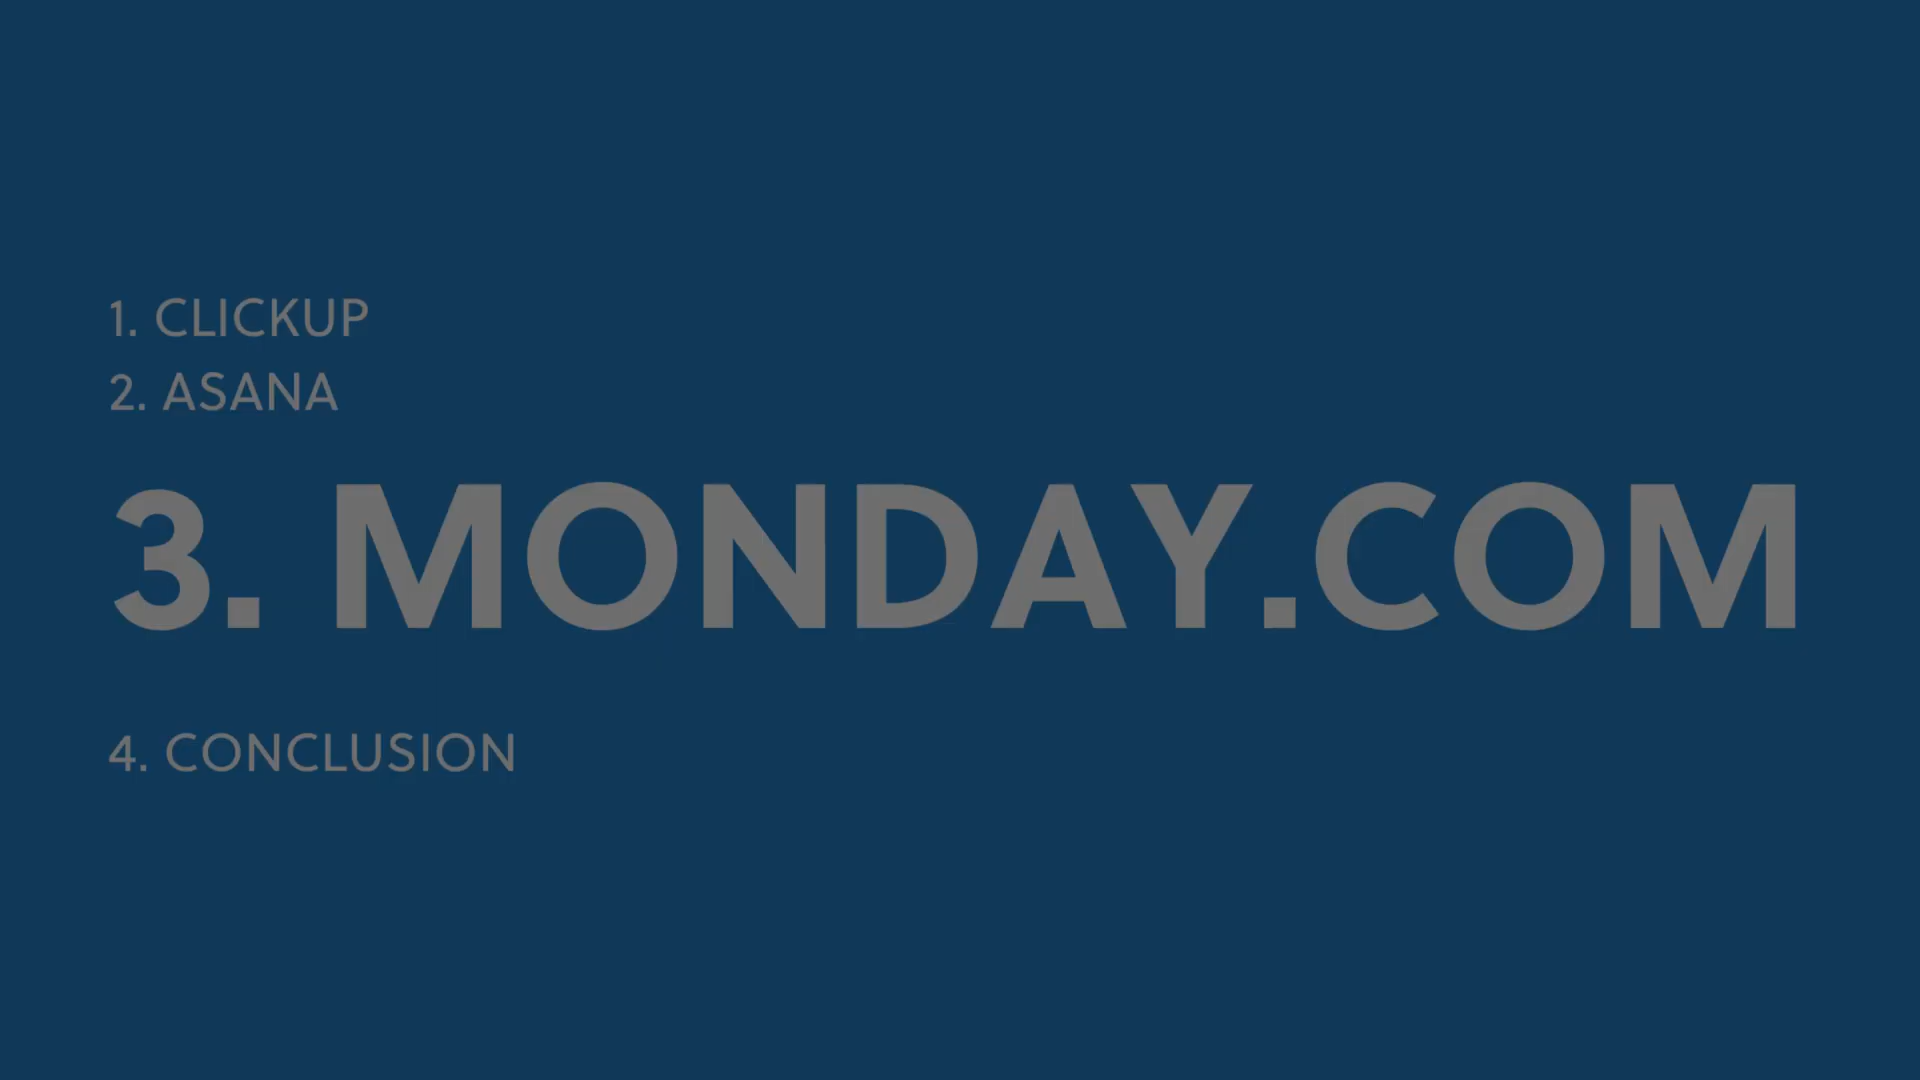 1. CLICKUP
2. ASANA
3. MONDAY.COM
4. CONCLUSION